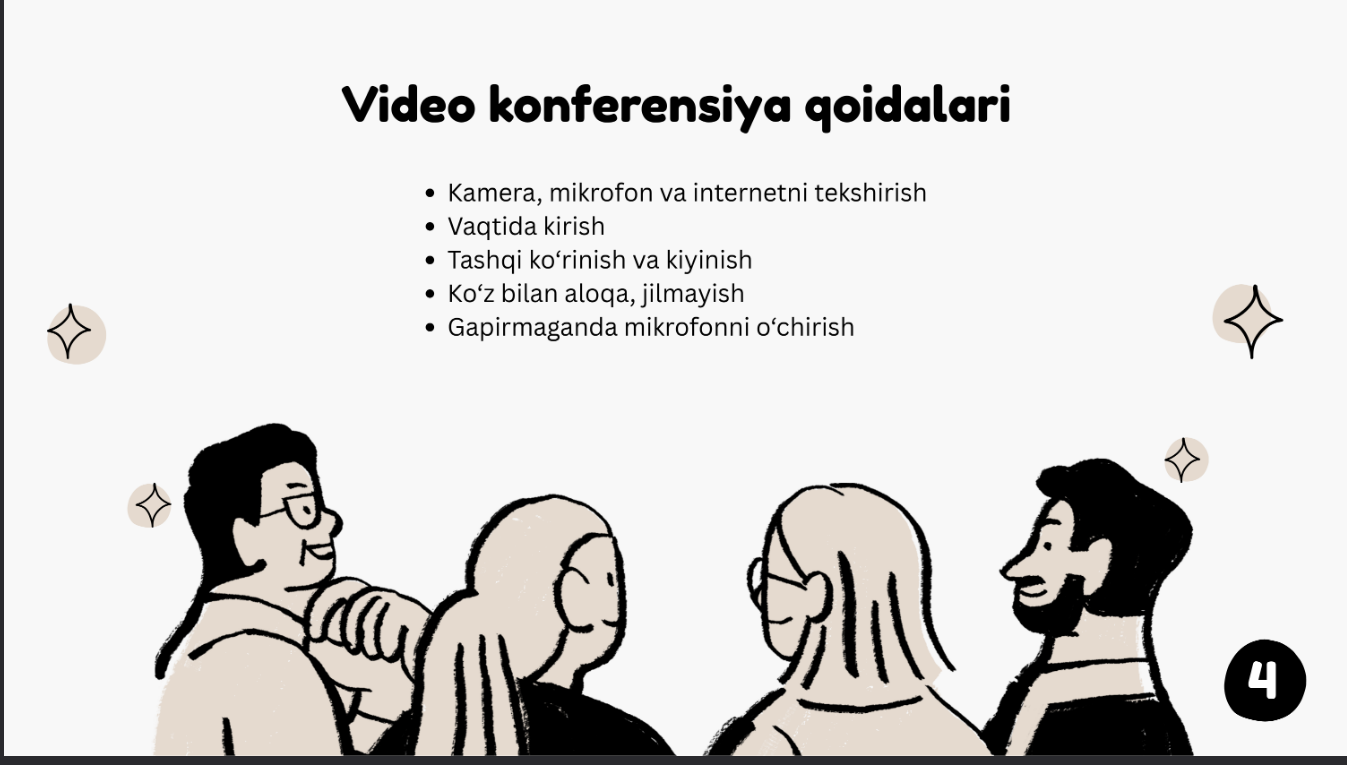 Video konferensiya qoidalari
• Kamera, mikrofon va internetni tekshirish
• Vaqtida kirish
• Tashqi ko‘rinish va kiyinish
• Ko‘z bilan aloqa, jilmayish
• Gapirmaganda mikrofonni o‘chirish
4